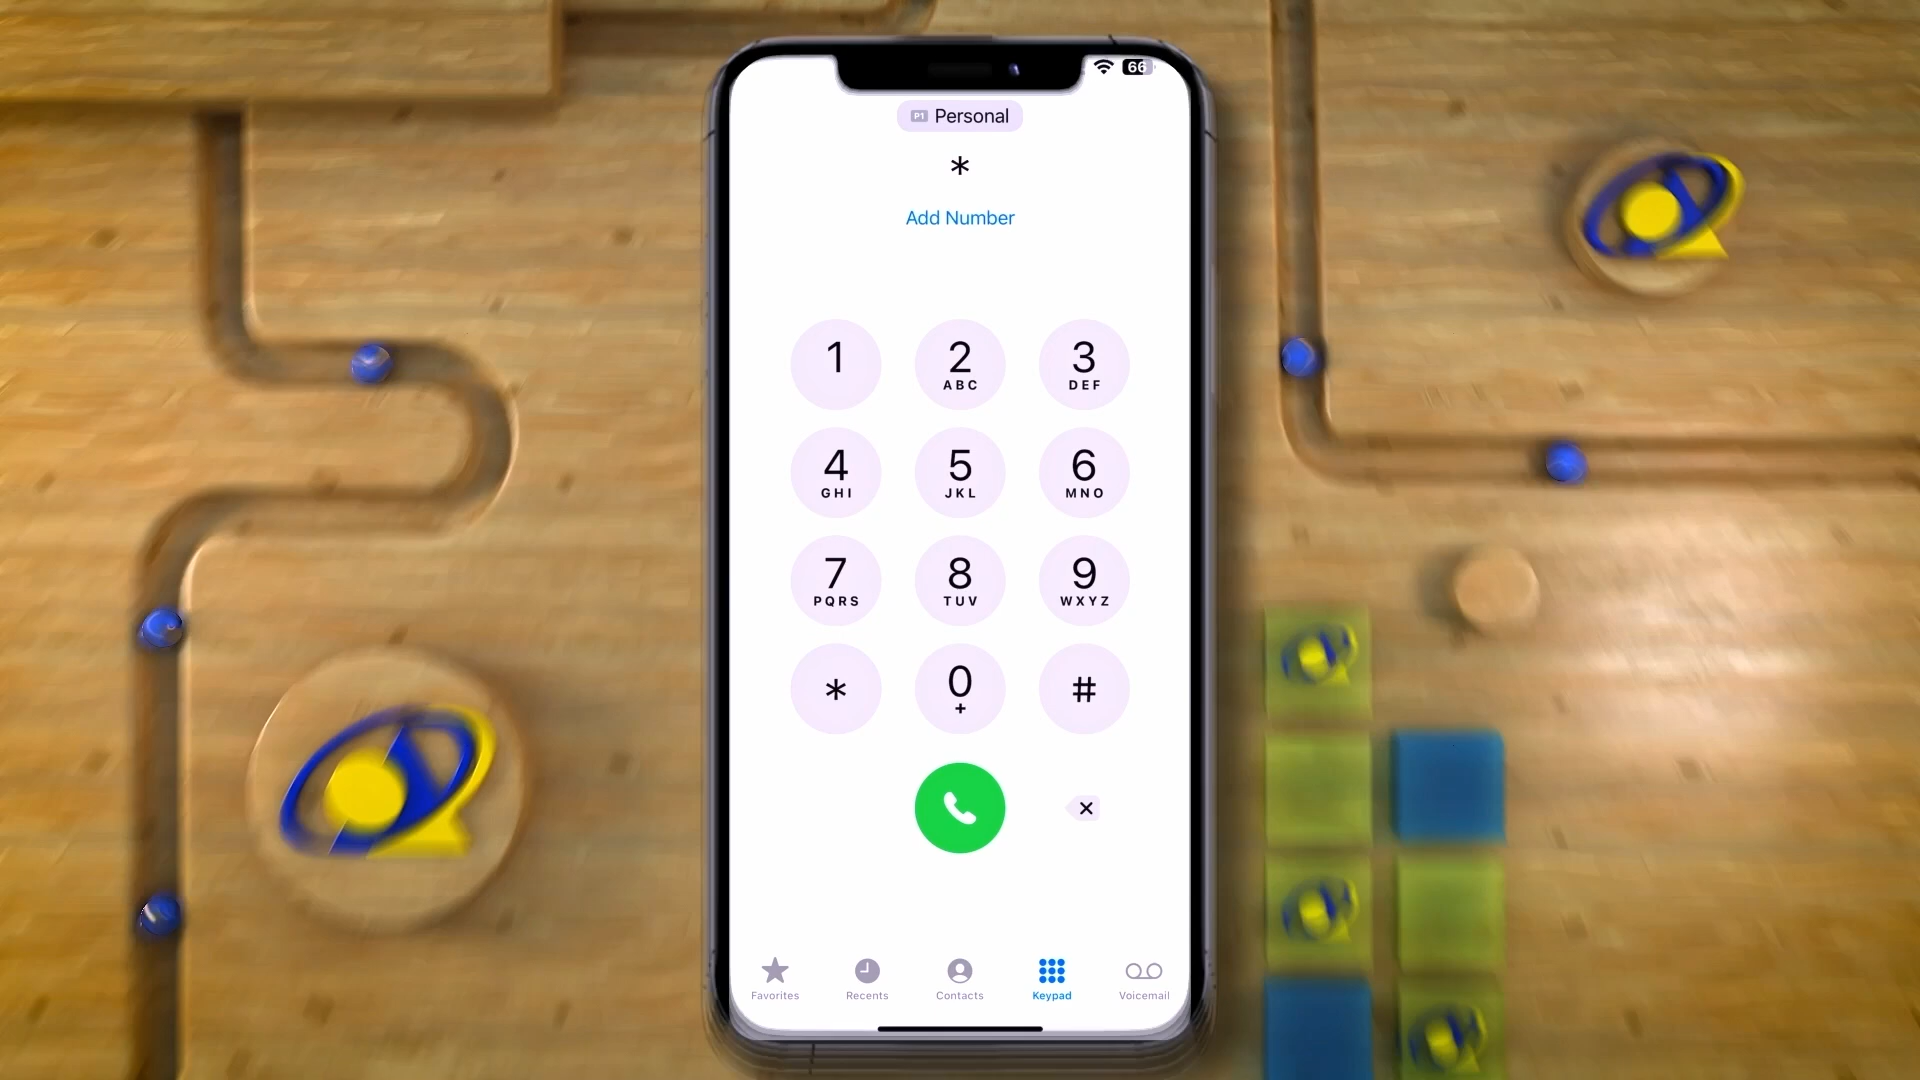 66
P1 Personal
*
Add Number
1
2
ABC
3
DEF
4
GHI
5
JKL
6
MNO
7
PQRS
8
TUV
9
WXYZ
*
0
+
#
Favorites
Recents
Contacts
Keypad
Voicemail